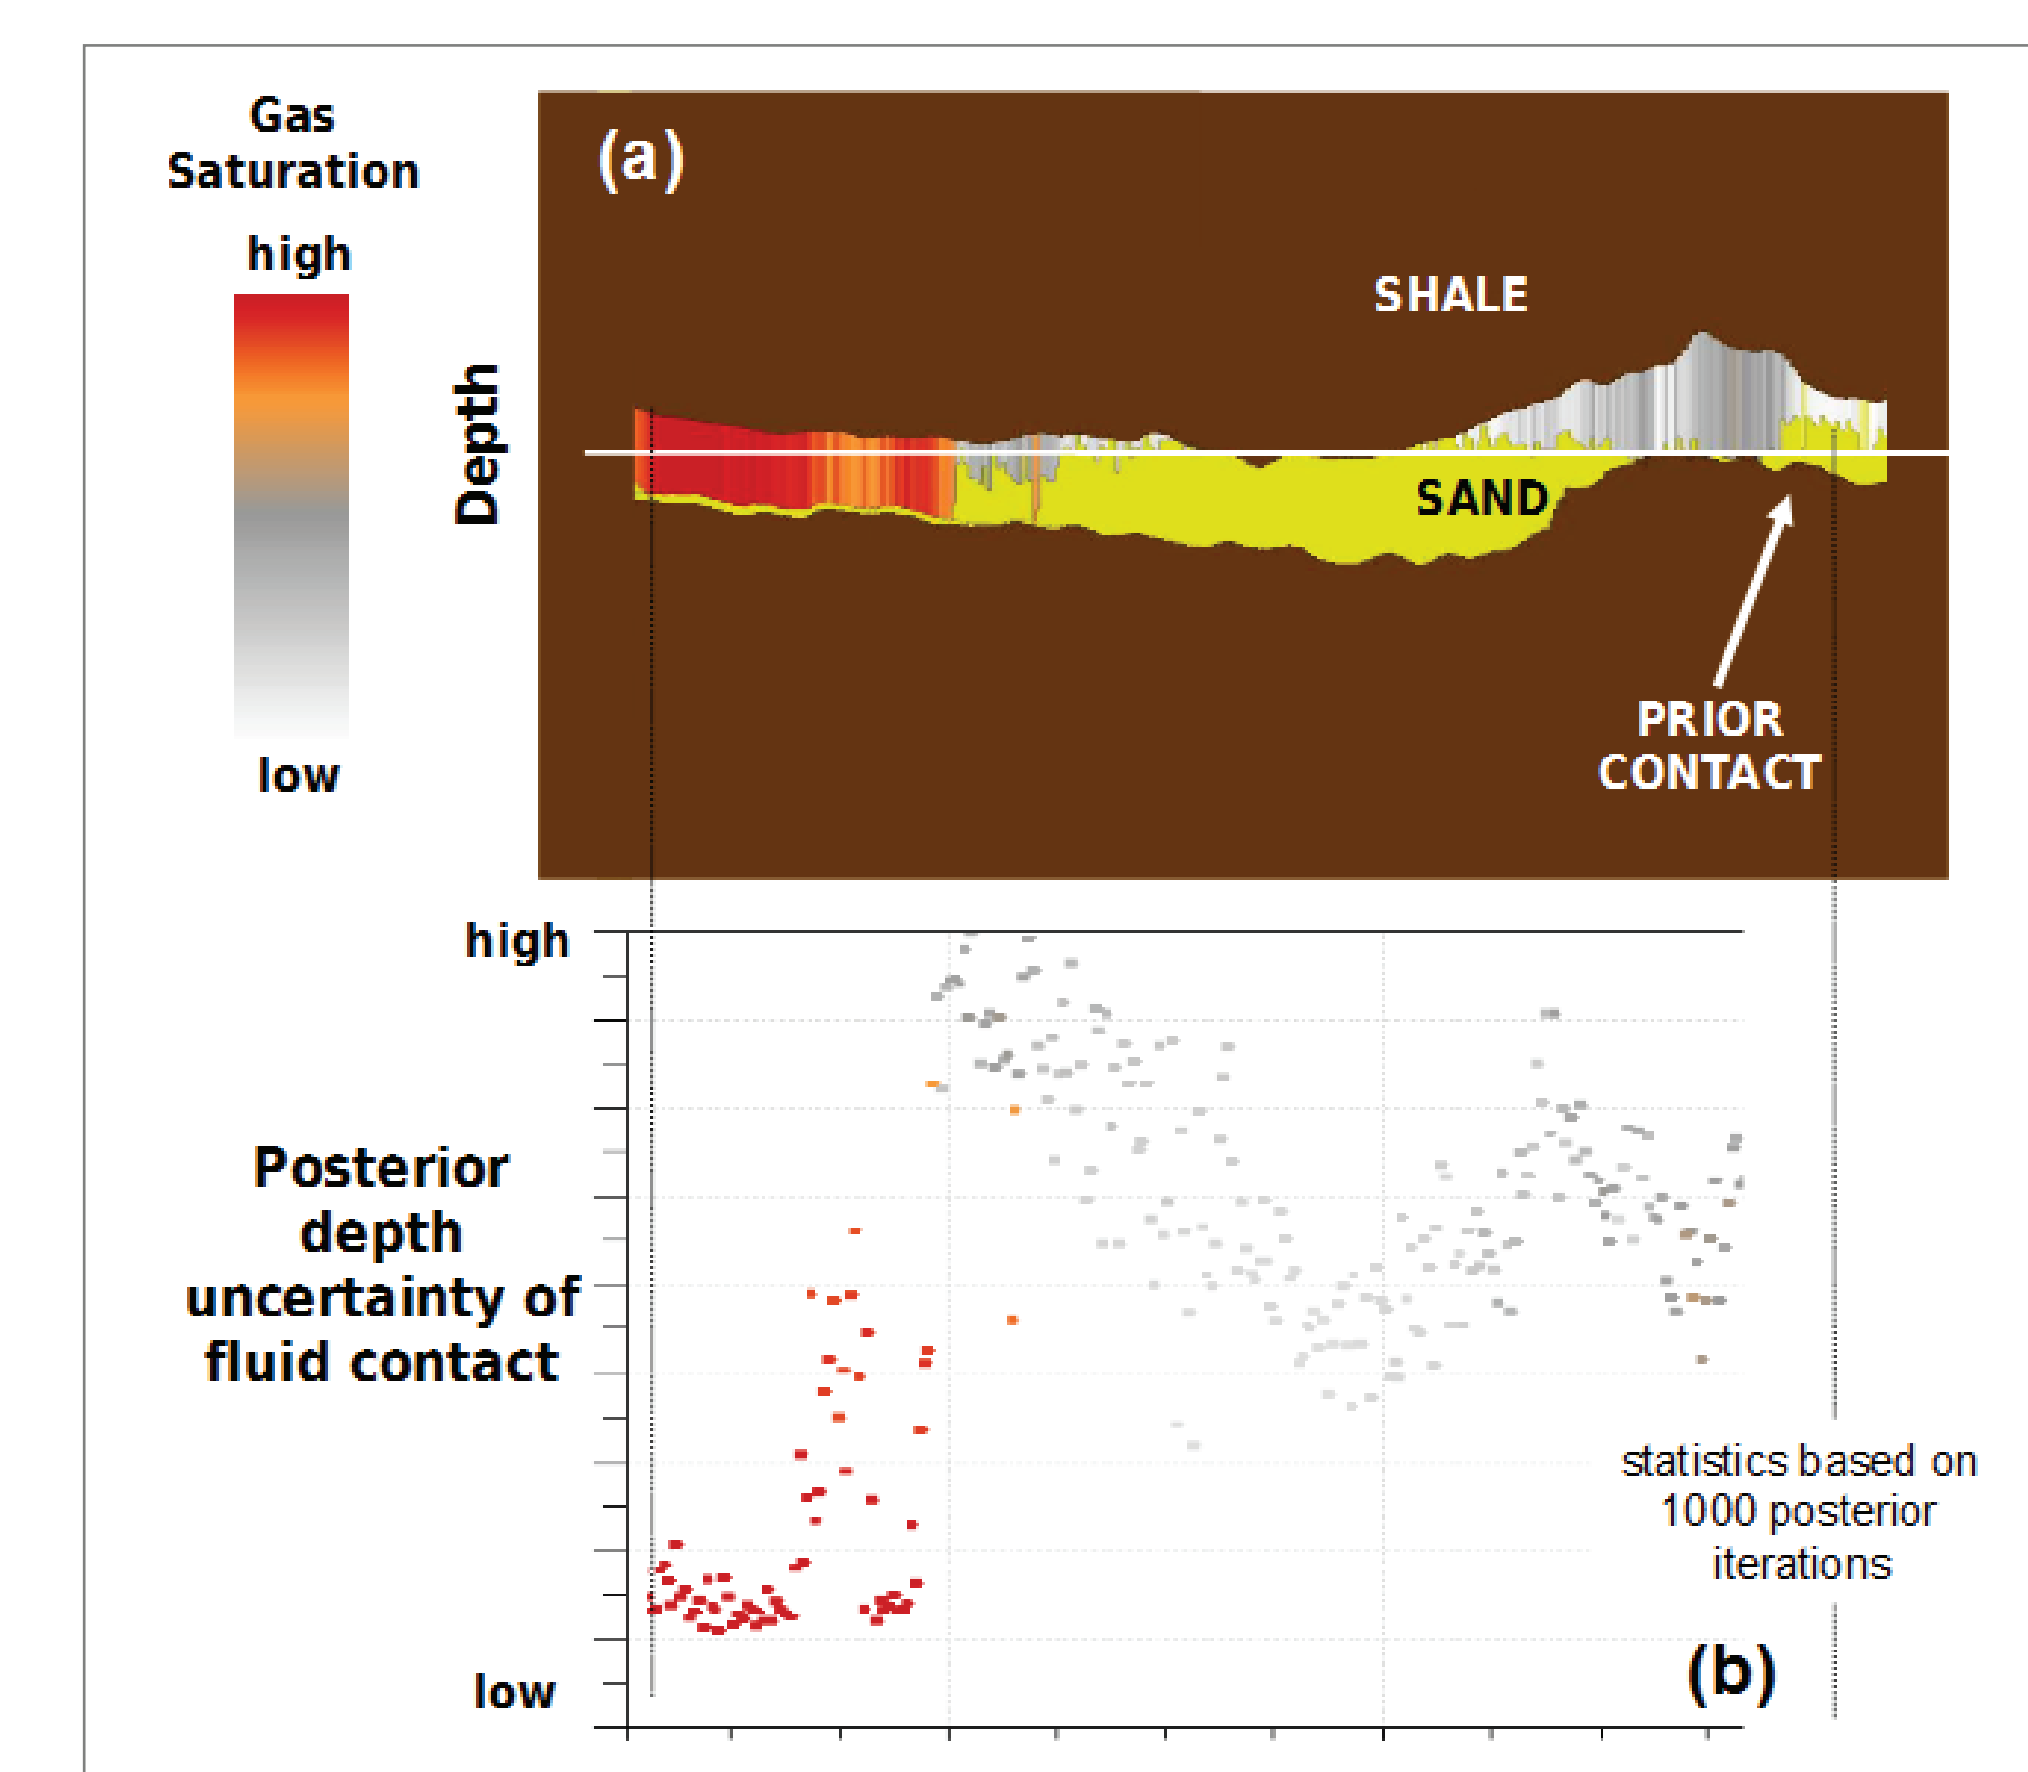 Gas
Saturation
high
low
Depth
(a)
SHALE
SAND
PRIOR
CONTACT
high
Posterior
depth
uncertainty of
fluid contact
low
statistics based on
1000 posterior
iterations
(b)